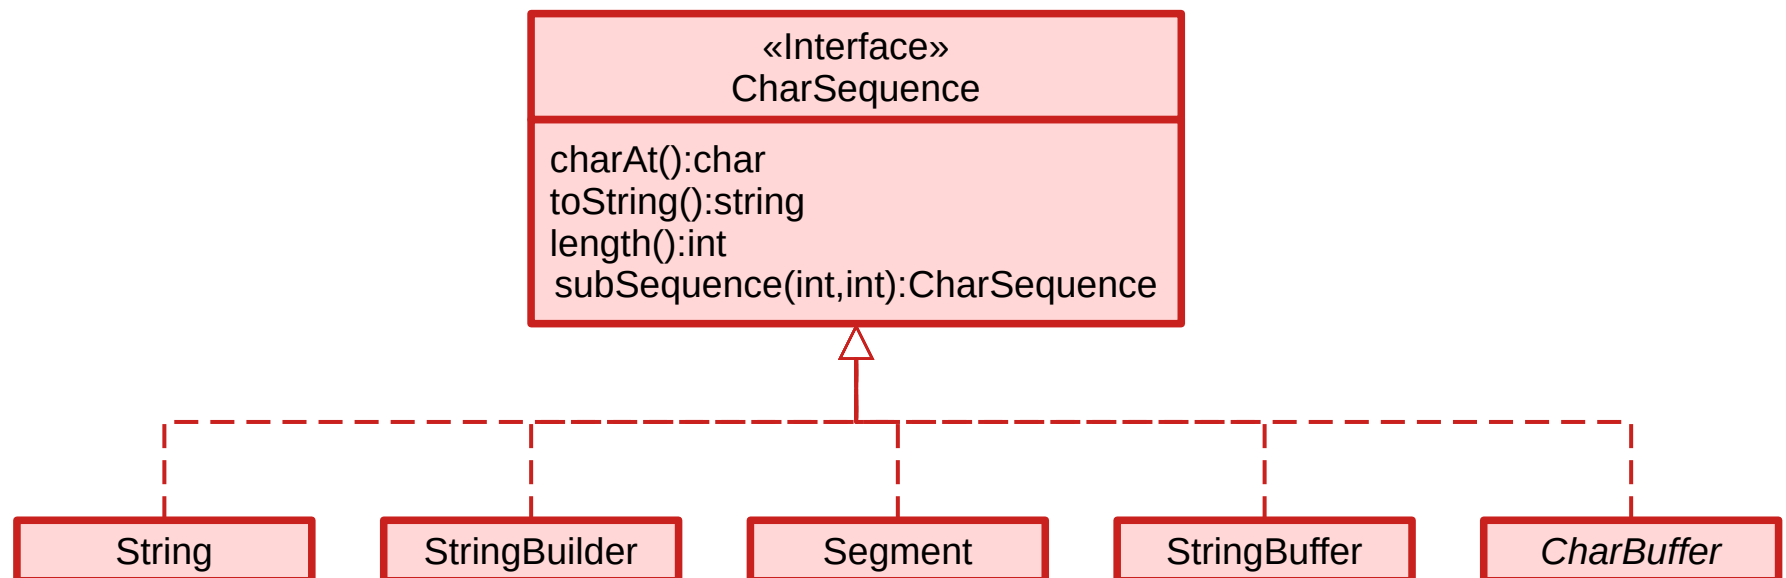 «Interface»
CharSequence
charAt():char
toString():string
length():int
subSequence(int,int):CharSequence
String
StringBuilder
Segment
StringBuffer
CharBuffer